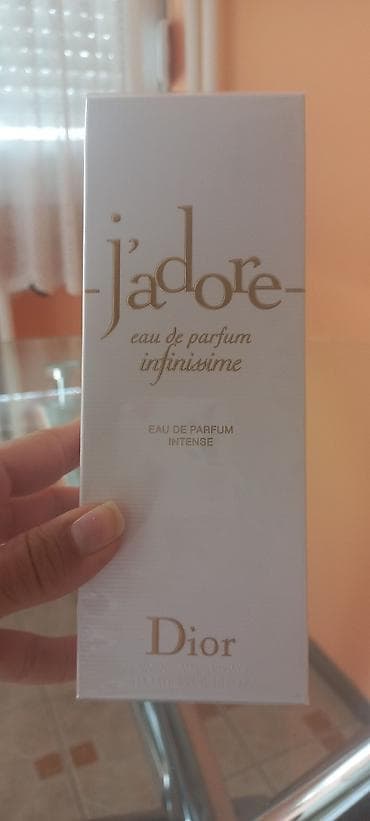 j'adore
eau de parfum
infinissime
EAU DE PARFUM
INTENSE
Dior